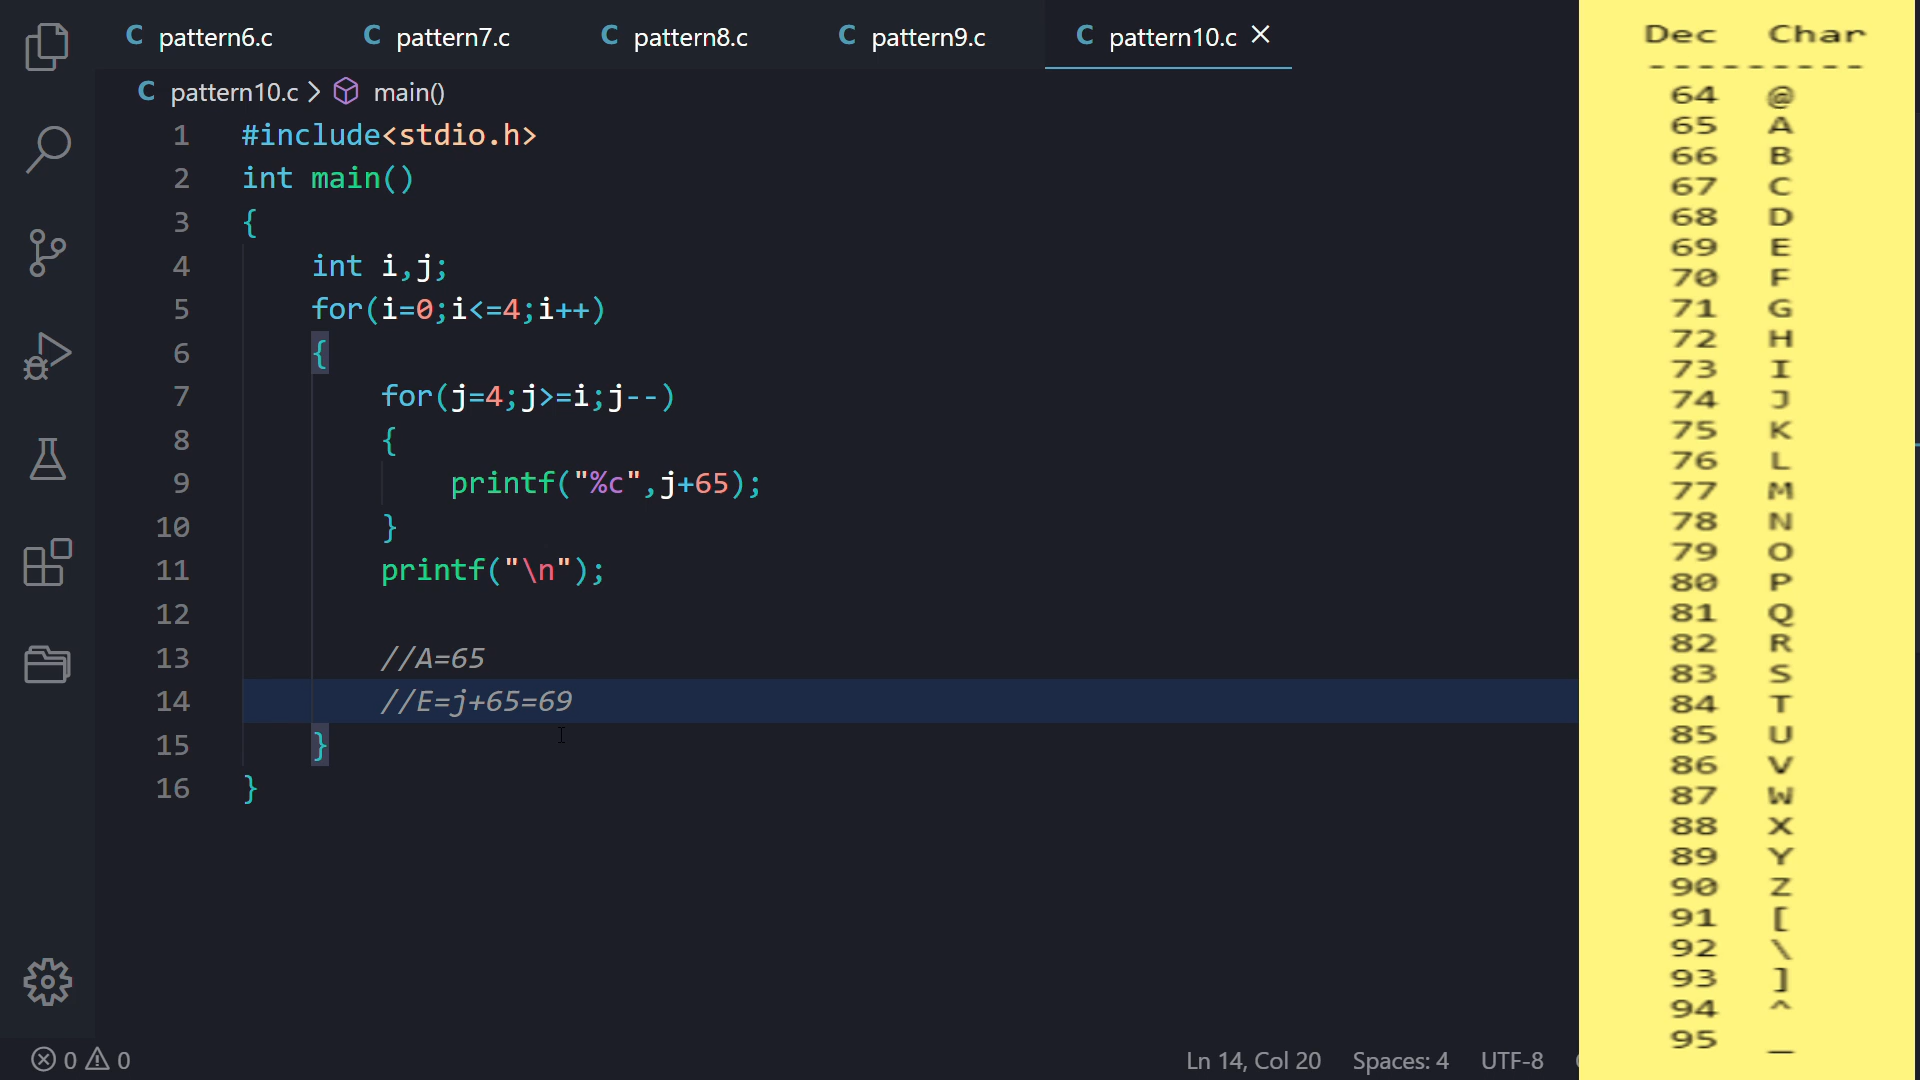 C pattern6.c C pattern7.c C pattern8.c C pattern9.c C pattern10.c
C pattern10.c > main()
1 #include<stdio.h>
2 int main()
3 {
4 int i,j;
5 for(i=0;i<=4;i++)
6 {
7 for(j=4;j>=i;j--)
8 {
9 printf("%c",j+65);
10 }
11 printf("\n");
12
13 //A=65
14 //E=j+65=69
15 }
16 }
0 0 Ln 14, Col 20 Spaces: 4 UTF-8
Dec Char
---------
64 @
65 A
66 B
67 C
68 D
69 E
70 F
71 G
72 H
73 I
74 J
75 K
76 L
77 M
78 N
79 O
80 P
81 Q
82 R
83 S
84 T
85 U
86 V
87 W
88 X
89 Y
90 Z
91 [
92 \
93 ]
94 ^
95 _